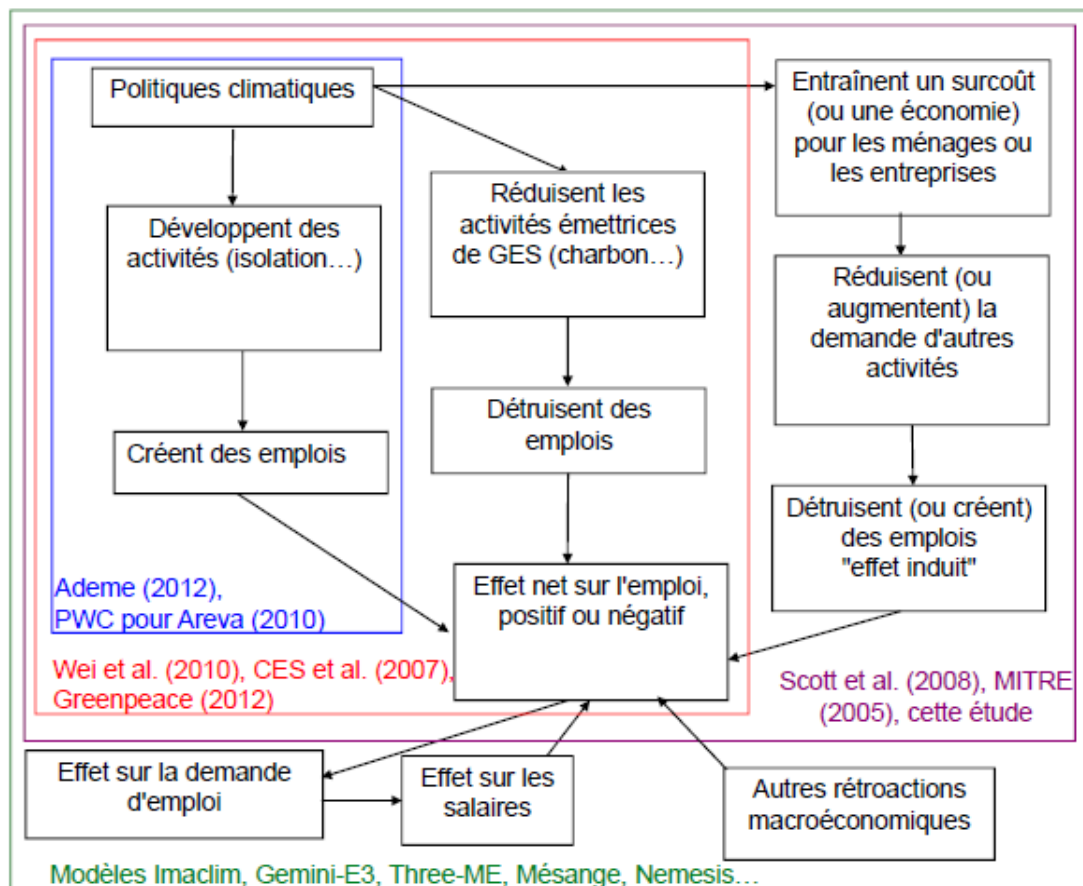 Politiques climatiques
Entraînent un surcoût
(ou une économie)
pour les ménages ou
les entreprises
Développent des
activités (isolation…)
Réduisent les
activités émettrices
de GES (charbon…)
Réduisent (ou
augmentent) la
demande d'autres
activités
Créent des emplois
Détruisent des
emplois
Détruisent (ou créent)
des emplois
"effet induit"
Effet net sur l'emploi,
positif ou négatif
Ademe (2012),
PWC pour Areva (2010)
Wei et al. (2010), CES et al. (2007),
Greenpeace (2012)
Scott et al. (2008), MITRE
(2005), cette étude
Effet sur la demande
d'emploi
Effet sur les
salaires
Autres rétroactions
macroéconomiques
Modèles Imaclim, Gemini-E3, Three-ME, Mésange, Nemesis…